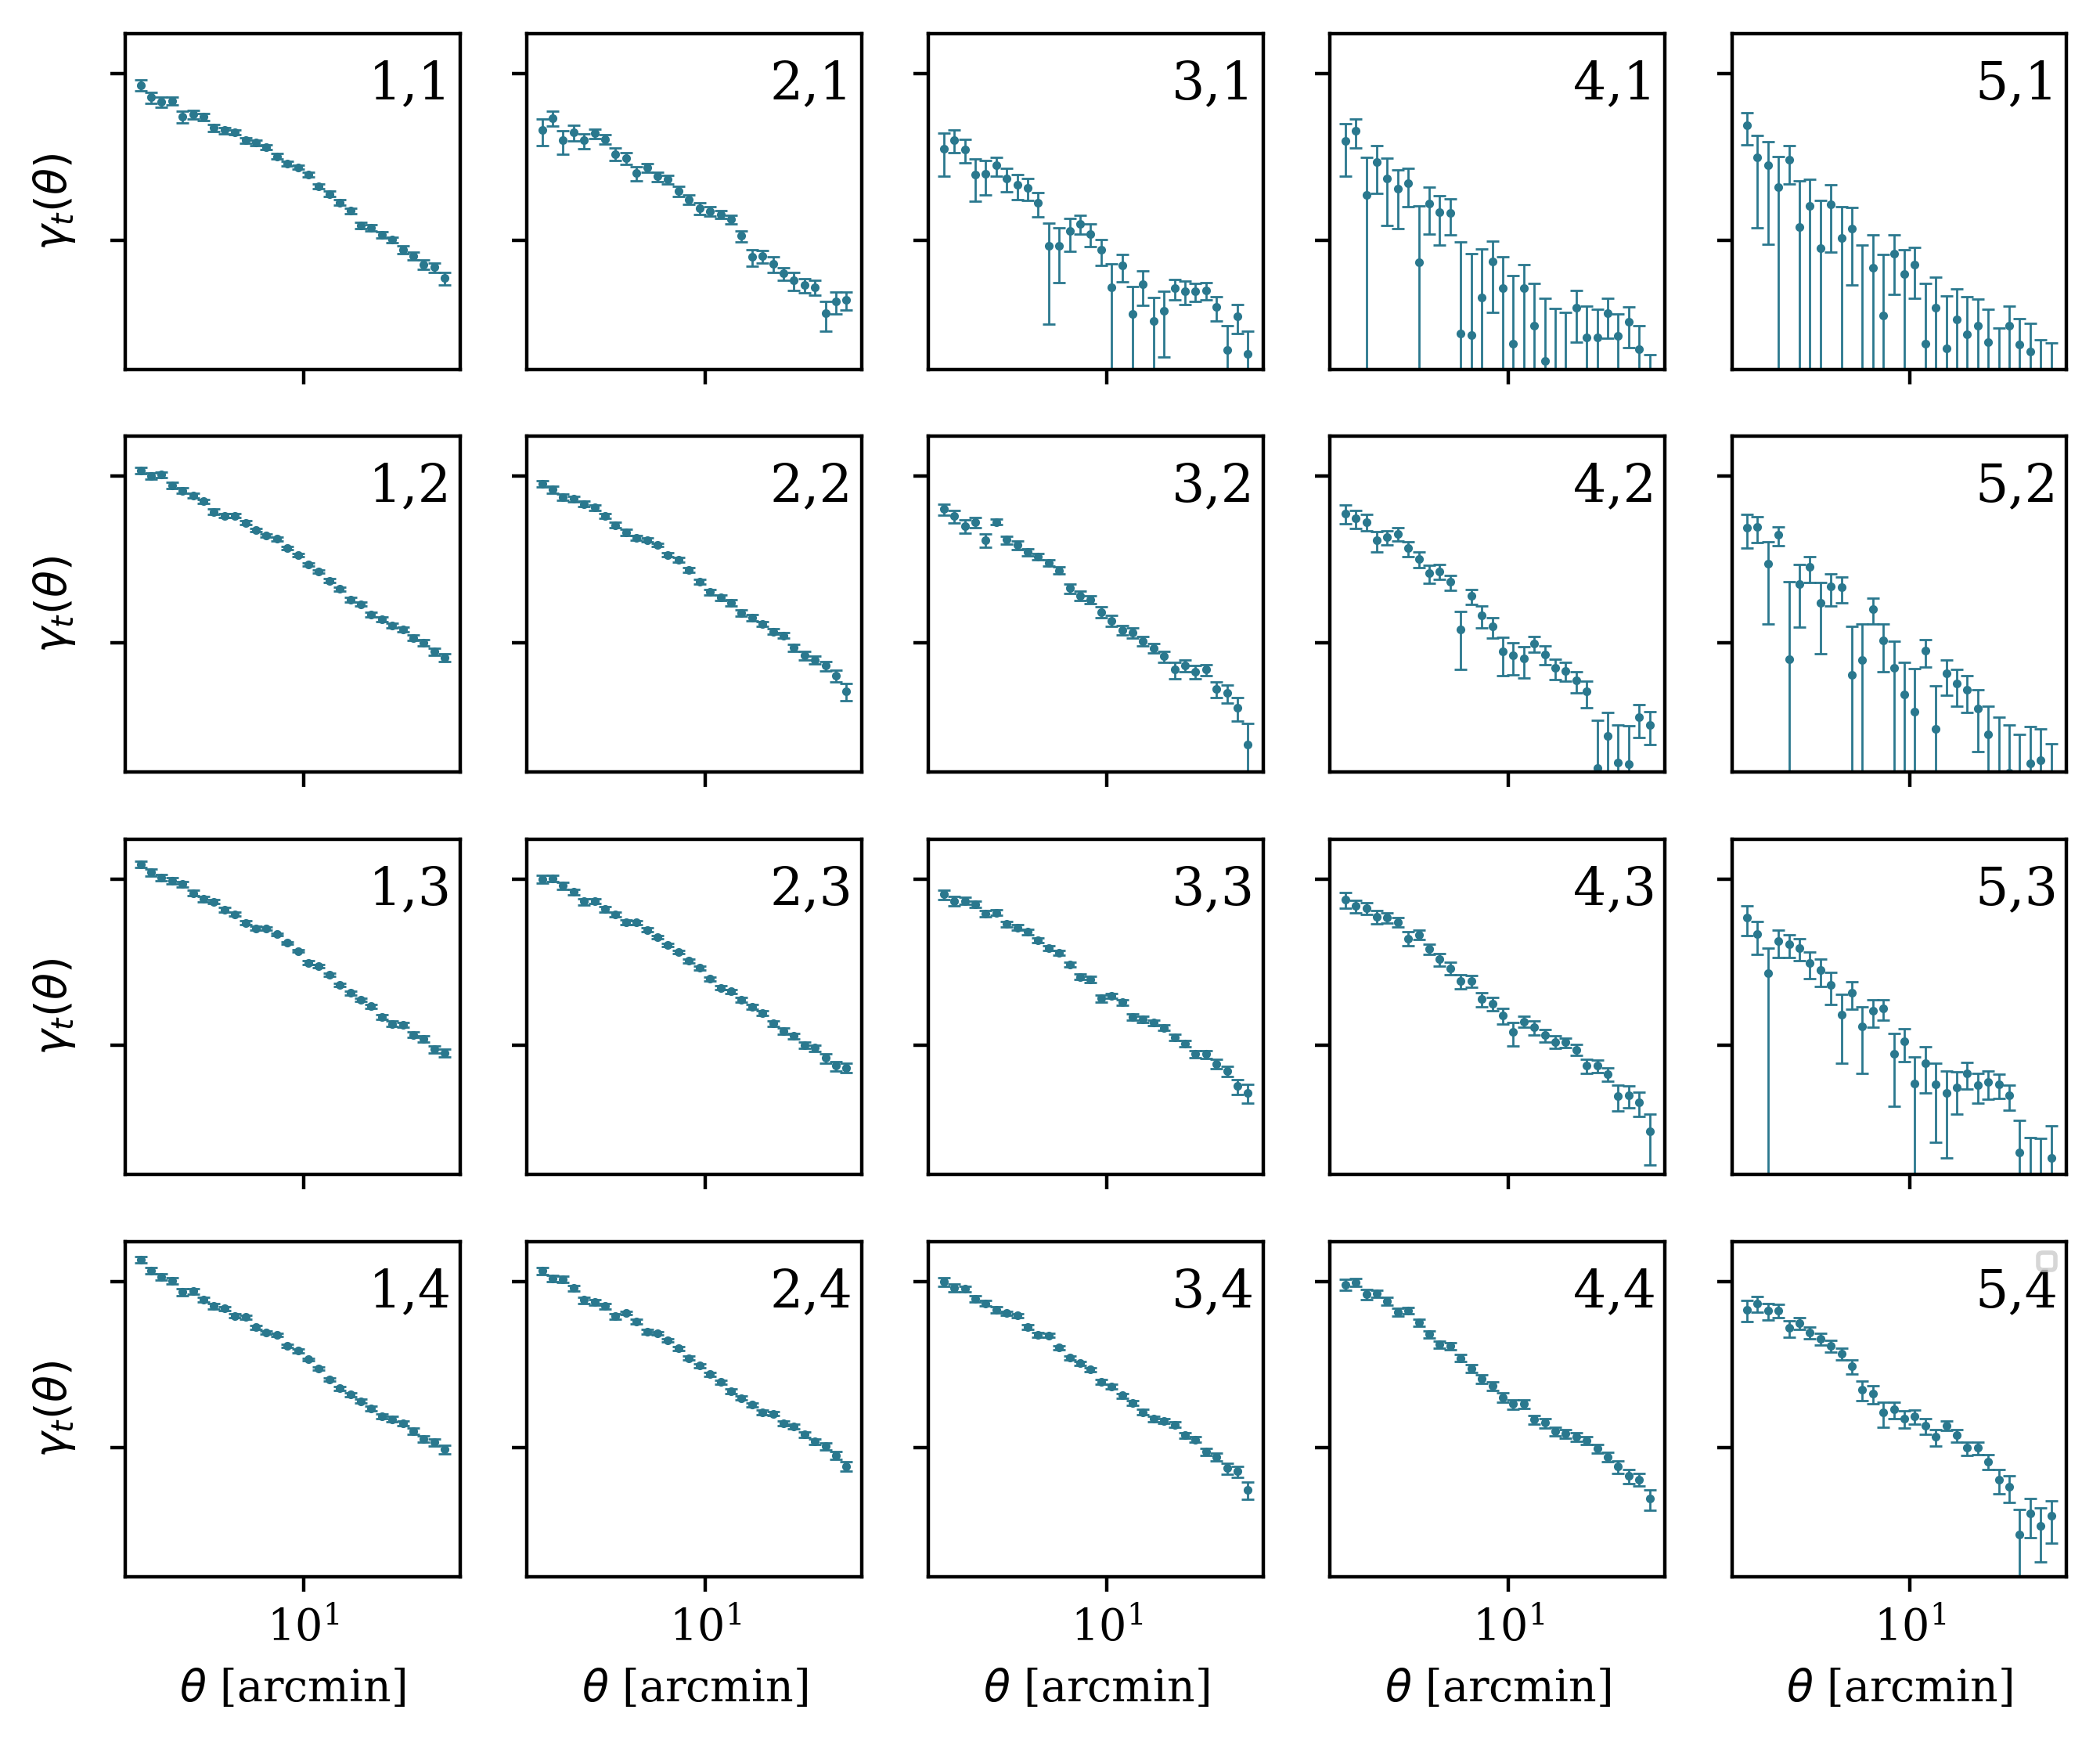 1,1 2,1 3,1 4,1 5,1
γt(θ)
1,2 2,2 3,2 4,2 5,2
γt(θ)
1,3 2,3 3,3 4,3 5,3
γt(θ)
1,4 2,4 3,4 4,4 5,4
γt(θ)
10¹ 10¹ 10¹ 10¹ 10¹
θ [arcmin] θ [arcmin] θ [arcmin] θ [arcmin] θ [arcmin]